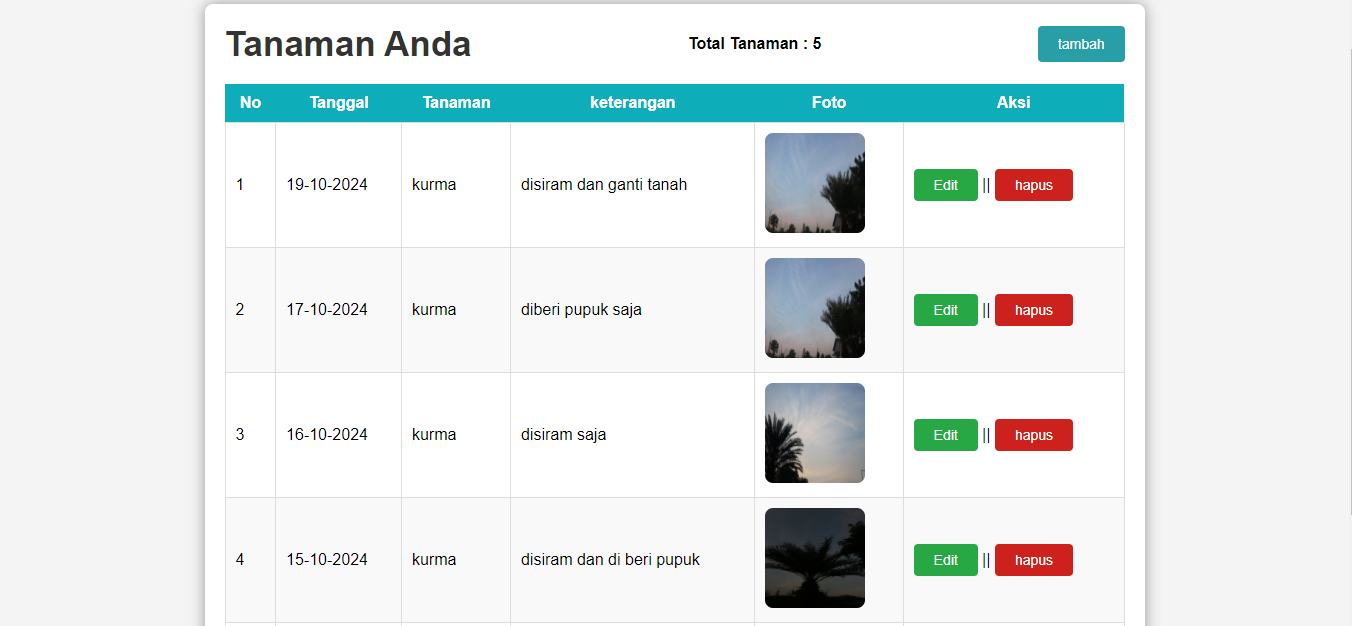 Tanaman Anda Total Tanaman : 5 tambah
No Tanggal Tanaman keterangan Foto Aksi
1 19-10-2024 kurma disiram dan ganti tanah Edit || hapus
2 17-10-2024 kurma diberi pupuk saja Edit || hapus
3 16-10-2024 kurma disiram saja Edit || hapus
4 15-10-2024 kurma disiram dan di beri pupuk Edit || hapus